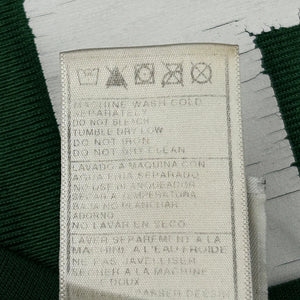 MACHINE WASH COLD
SEPARATELY
DO NOT BLEACH
TUMBLE DRY LOW
DO NOT IRON
DO NOT DRY CLEAN
LAVADO A MAQUINA CON
AGUA FRIA SEPARADO
NO USE BLANQUEADOR
SECAR A TEMPERATURA
BAJA NO PLANCHAR
ADORNO
NO LAVAR EN SECO
LAVER SEPAREMENT A LA
MACHINE A L'EAU FROIDE
NE PAS JAVELLISER
SECHER A LA MACHINE